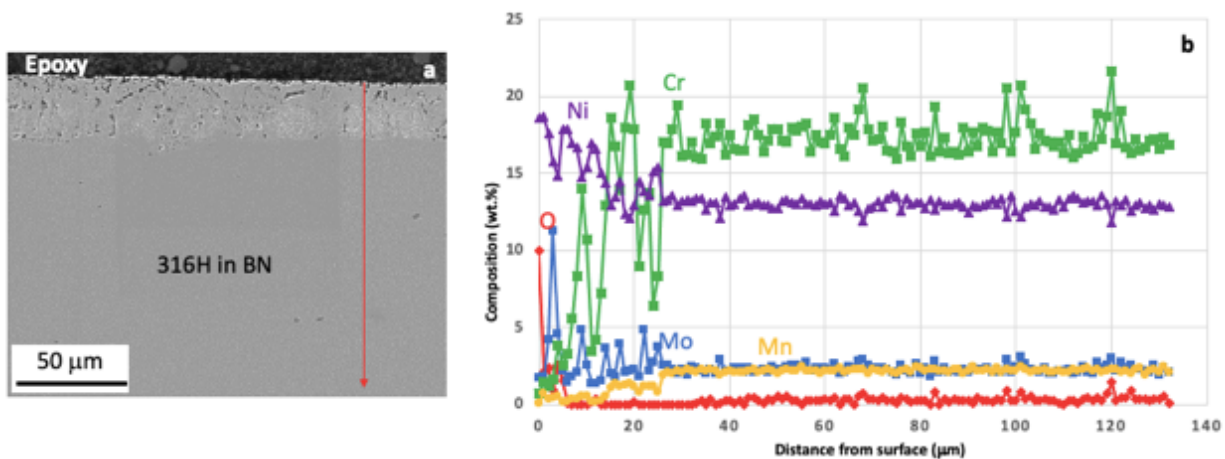 Epoxy
a
316H in BN
50 μm
b
25
20
15
10
5
0
Composition (wt.%)
Ni
Cr
O
Mo
Mn
0 20 40 60 80 100 120 140
Distance from surface (μm)